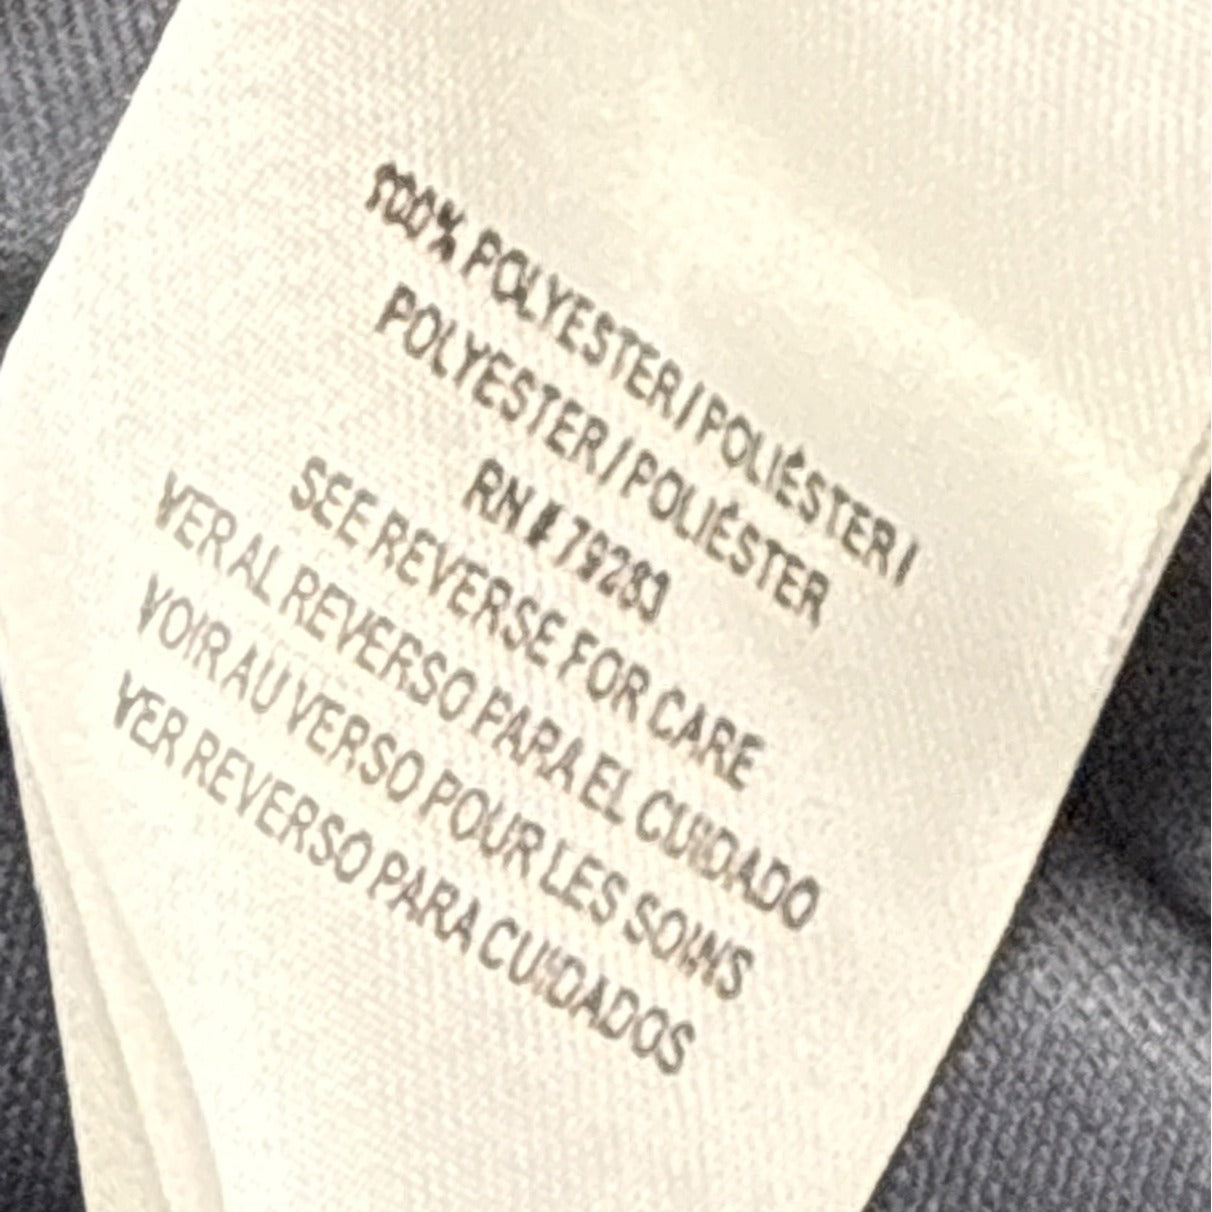 100% POLYESTER / POLIÉSTER /
POLYESTER / POLIÉSTER
RN # 79283
SEE REVERSE FOR CARE
VER AL REVERSO PARA EL CUIDADO
VOIR AU VERSO POUR LES SOINS
VER REVERSO PARA CUIDADOS